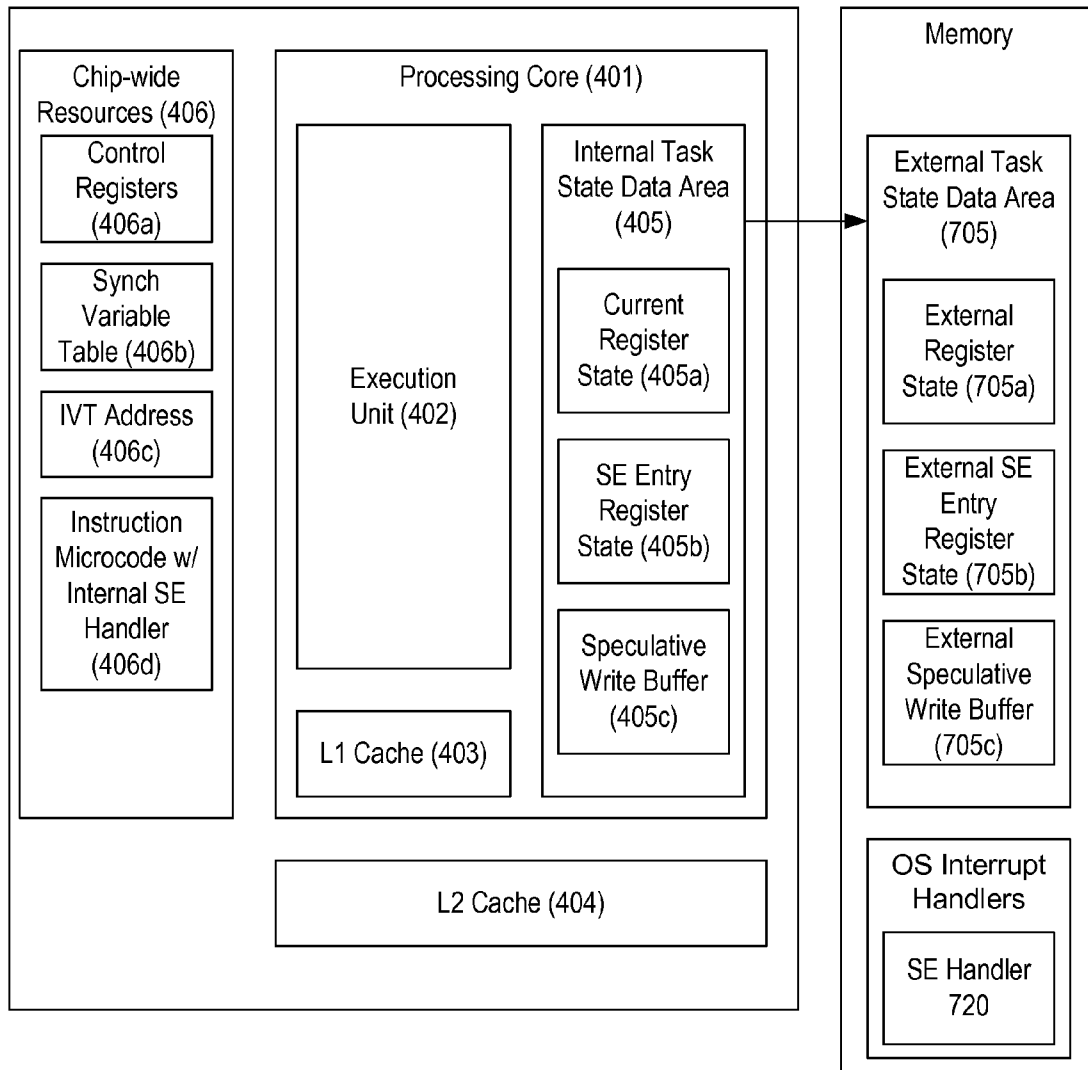 Chip-wide
Resources (406)
Control
Registers
(406a)
Synch
Variable
Table (406b)
IVT Address
(406c)
Instruction
Microcode w/
Internal SE
Handler
(406d)
Processing Core (401)
Execution
Unit (402)
L1 Cache (403)
Internal Task
State Data Area
(405)
Current
Register
State (405a)
SE Entry
Register
State (405b)
Speculative
Write Buffer
(405c)
L2 Cache (404)
Memory
External Task
State Data Area
(705)
External
Register
State (705a)
External SE
Entry
Register
State (705b)
External
Speculative
Write Buffer
(705c)
OS Interrupt
Handlers
SE Handler
720